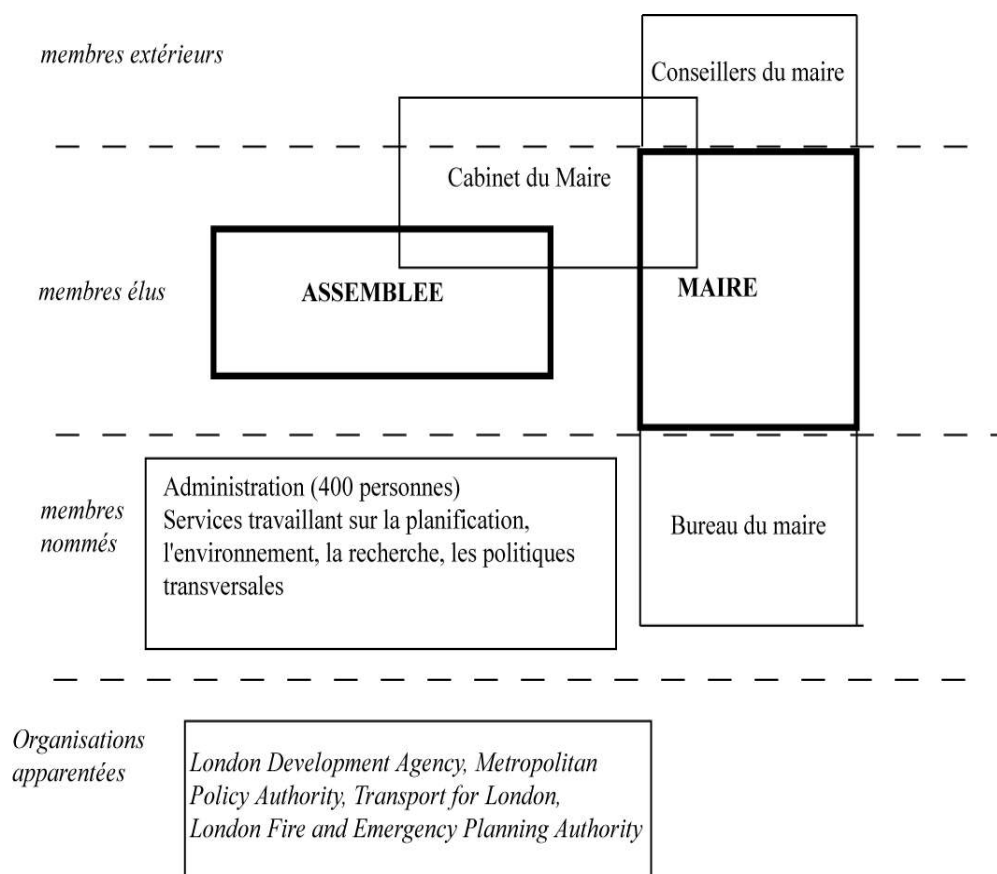 membres extérieurs
Conseillers du maire
Cabinet du Maire
membres élus
ASSEMBLEE
MAIRE
membres
nommés
Administration (400 personnes)
Services travaillant sur la planification,
l'environnement, la recherche, les politiques
transversales
Bureau du maire
Organisations
apparentées
London Development Agency, Metropolitan
Policy Authority, Transport for London,
London Fire and Emergency Planning Authority